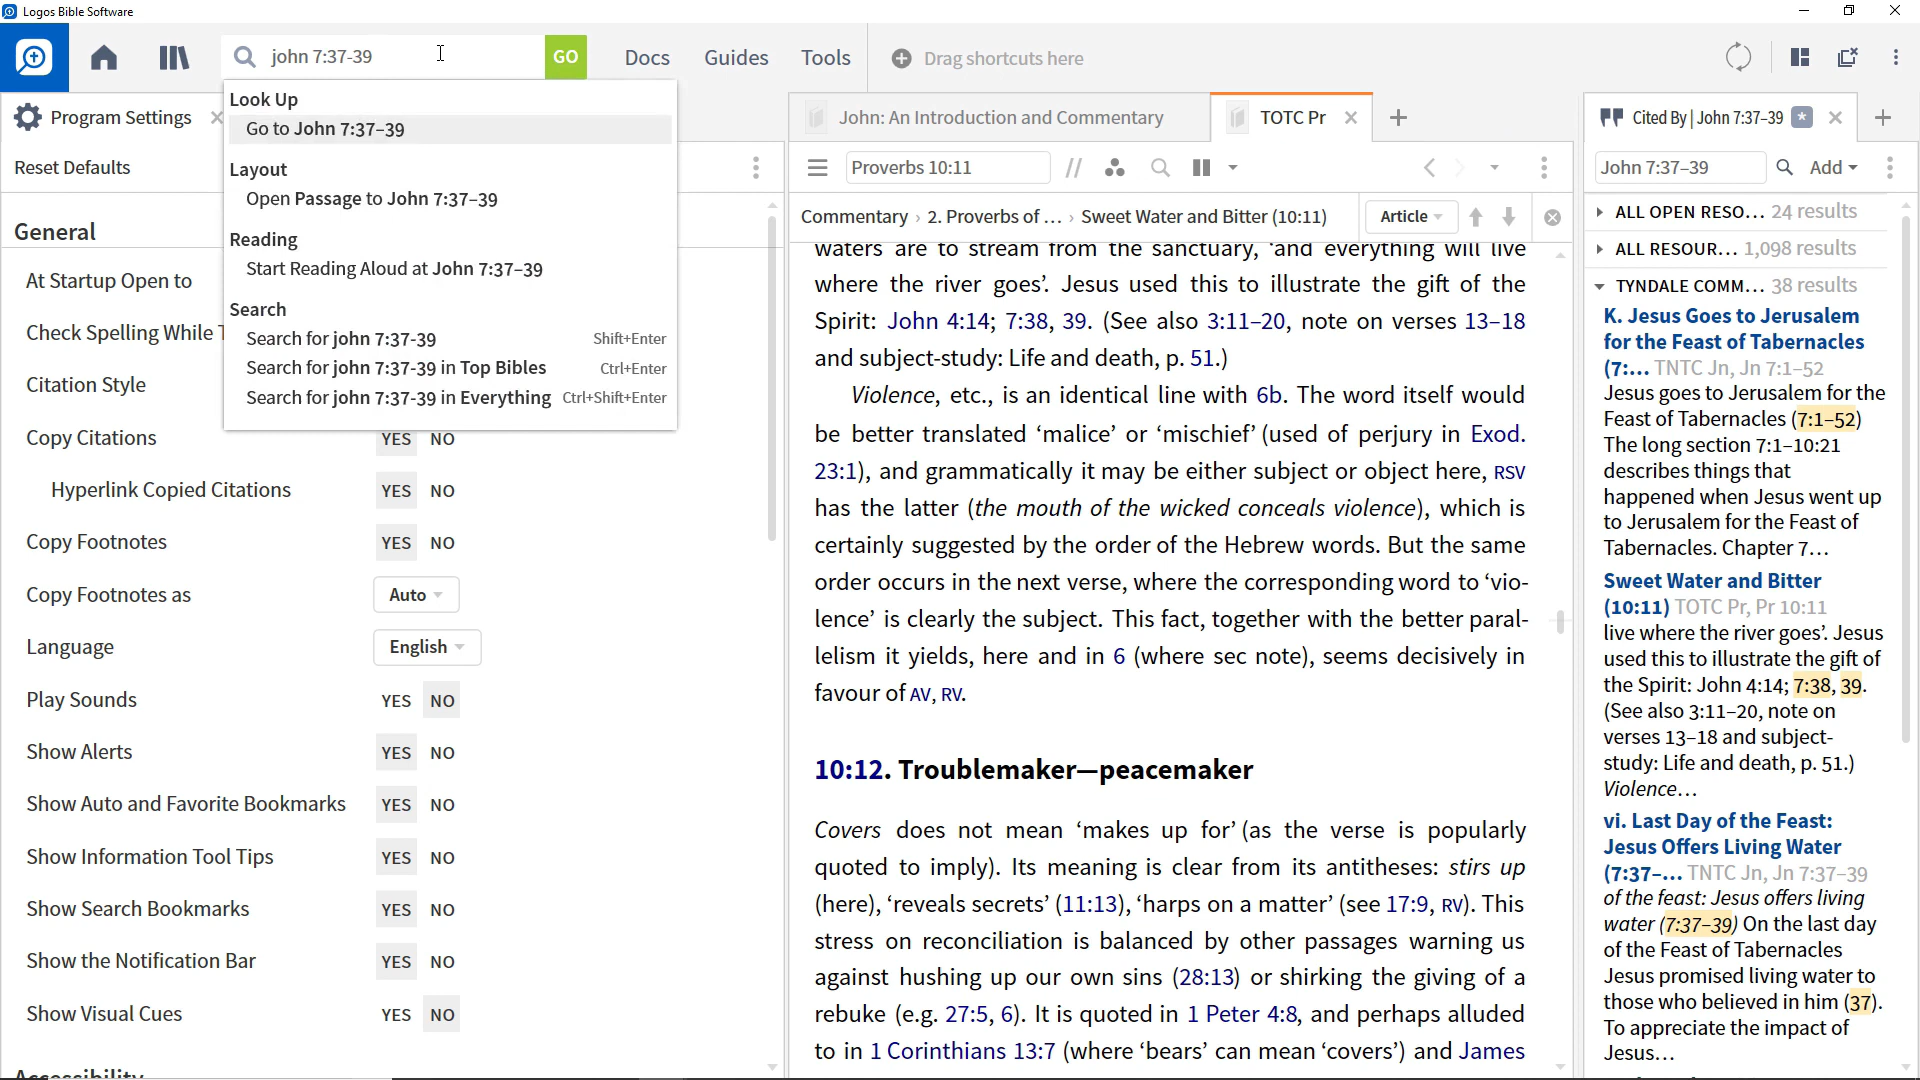 Logos Bible Software
john 7:37-39
GO
Docs
Guides
Tools
Drag shortcuts here
Look Up
Go to John 7:37–39
Layout
Open Passage to John 7:37–39
Reading
Start Reading Aloud at John 7:37–39
Search
Search for john 7:37-39 Shift+Enter
Search for john 7:37-39 in Top Bibles Ctrl+Enter
Search for john 7:37-39 in Everything Ctrl+Shift+Enter
Program Settings
Reset Defaults
General
At Startup Open to
Check Spelling While T
Citation Style
Copy Citations YES NO
Hyperlink Copied Citations YES NO
Copy Footnotes YES NO
Copy Footnotes as Auto
Language English
Play Sounds YES NO
Show Alerts YES NO
Show Auto and Favorite Bookmarks YES NO
Show Information Tool Tips YES NO
Show Search Bookmarks YES NO
Show the Notification Bar YES NO
Show Visual Cues YES NO
Accessibility
John: An Introduction and Commentary
TOTC Pr
Proverbs 10:11
Commentary › 2. Proverbs of … › Sweet Water and Bitter (10:11)
Article
waters are to stream from the sanctuary, ‘and everything will live
where the river goes’. Jesus used this to illustrate the gift of the
Spirit: John 4:14; 7:38, 39. (See also 3:11–20, note on verses 13–18
and subject-study: Life and death, p. 51.)
Violence, etc., is an identical line with 6b. The word itself would
be better translated ‘malice’ or ‘mischief’ (used of perjury in Exod.
23:1), and grammatically it may be either subject or object here, RSV
has the latter (the mouth of the wicked conceals violence), which is
certainly suggested by the order of the Hebrew words. But the same
order occurs in the next verse, where the corresponding word to ‘vio-
lence’ is clearly the subject. This fact, together with the better paral-
lelism it yields, here and in 6 (where sec note), seems decisively in
favour of AV, RV.
10:12. Troublemaker—peacemaker
Covers does not mean ‘makes up for’ (as the verse is popularly
quoted to imply). Its meaning is clear from its antitheses: stirs up
(here), ‘reveals secrets’ (11:13), ‘harps on a matter’ (see 17:9, RV). This
stress on reconciliation is balanced by other passages warning us
against hushing up our own sins (28:13) or shirking the giving of a
rebuke (e.g. 27:5, 6). It is quoted in 1 Peter 4:8, and perhaps alluded
to in 1 Corinthians 13:7 (where ‘bears’ can mean ‘covers’) and James
Cited By | John 7:37–39 *
John 7:37–39
Add
ALL OPEN RESO... 24 results
ALL RESOUR... 1,098 results
TYNDALE COMM... 38 results
K. Jesus Goes to Jerusalem
for the Feast of Tabernacles
(7:... TNTC Jn, Jn 7:1–52
Jesus goes to Jerusalem for the
Feast of Tabernacles (7:1–52)
The long section 7:1–10:21
describes things that
happened when Jesus went up
to Jerusalem for the Feast of
Tabernacles. Chapter 7…
Sweet Water and Bitter
(10:11) TOTC Pr, Pr 10:11
live where the river goes’. Jesus
used this to illustrate the gift of
the Spirit: John 4:14; 7:38, 39.
(See also 3:11–20, note on
verses 13–18 and subject-
study: Life and death, p. 51.)
Violence…
vi. Last Day of the Feast:
Jesus Offers Living Water
(7:37–... TNTC Jn, Jn 7:37–39
of the feast: Jesus offers living
water (7:37–39) On the last day
of the Feast of Tabernacles
Jesus promised living water to
those who believed in him (37).
To appreciate the impact of
Jesus…